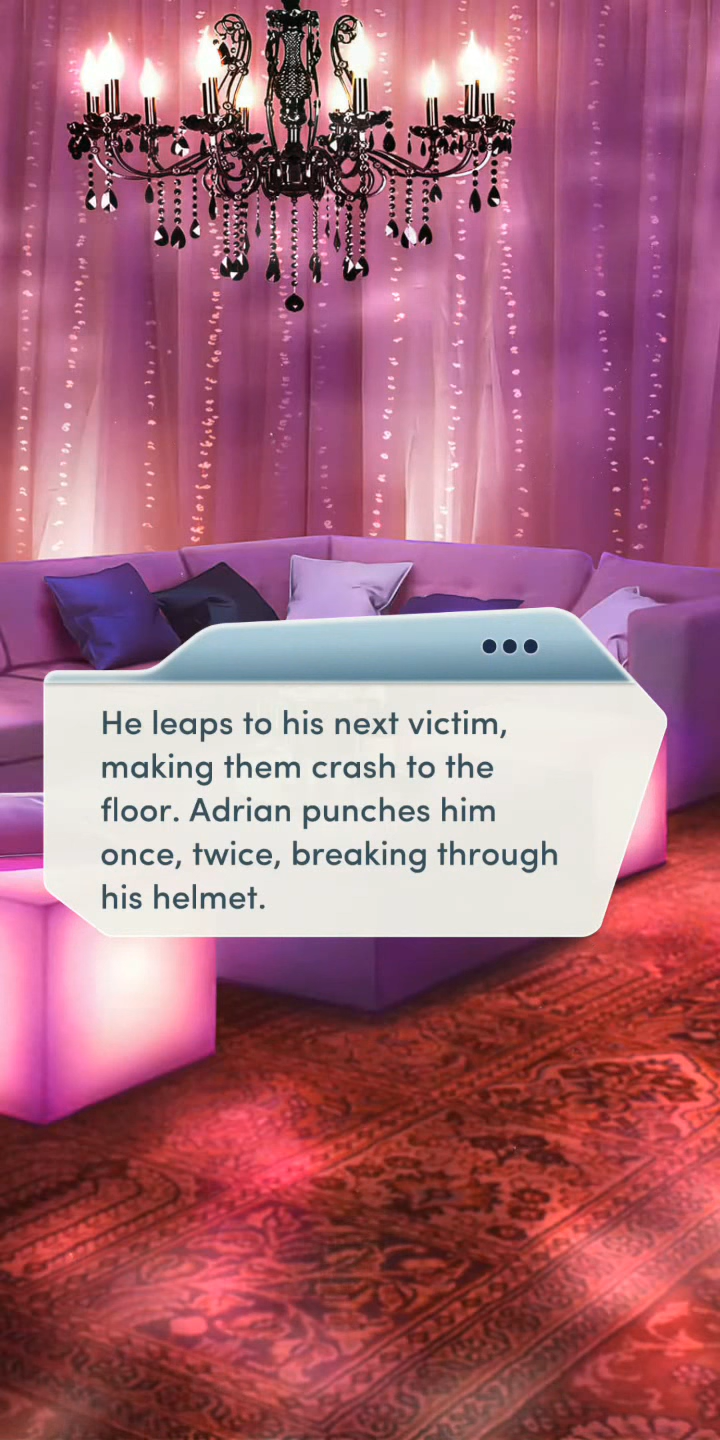 He leaps to his next victim,
making them crash to the
floor. Adrian punches him
once, twice, breaking through
his helmet.